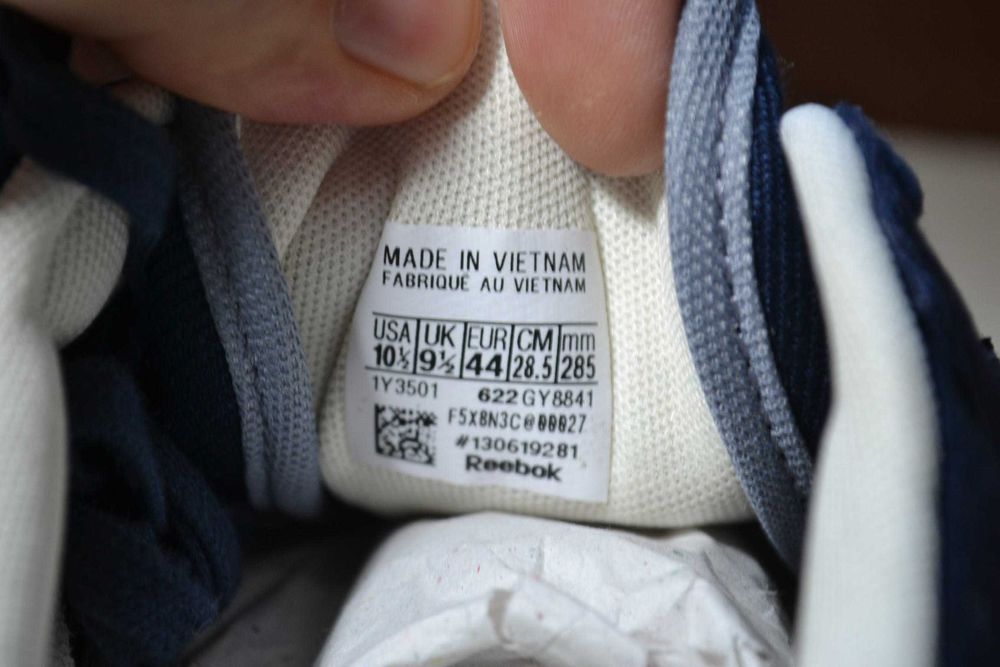 MADE IN VIETNAM
FABRIQUE AU VIETNAM
USA UK EUR CM mm
10½ 9½ 44 28.5 285
1Y3501 622 GY8841
F5X8N3C@00027
#130619281
Reebok